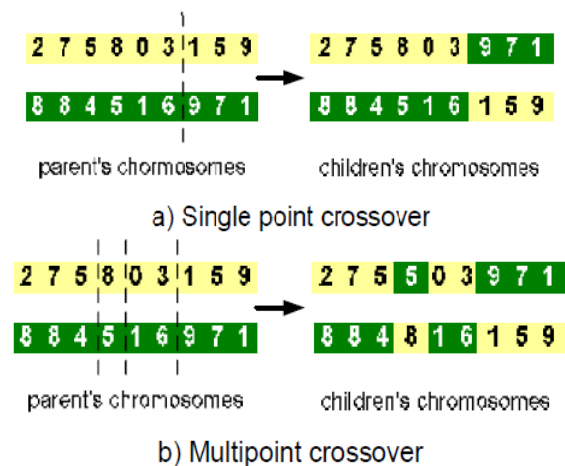 2 7 5 8 0 3 1 5 9
2 7 5 8 0 3 9 7 1
8 8 4 5 1 6 9 7 1
8 8 4 5 1 6 1 5 9
parent's chormosomes
children's chromosomes
a) Single point crossover
2 7 5 8 0 3 1 5 9
2 7 5 5 0 3 9 7 1
8 8 4 5 1 6 9 7 1
8 8 4 8 1 6 1 5 9
parent's chromosomes
children's chromosomes
b) Multipoint crossover